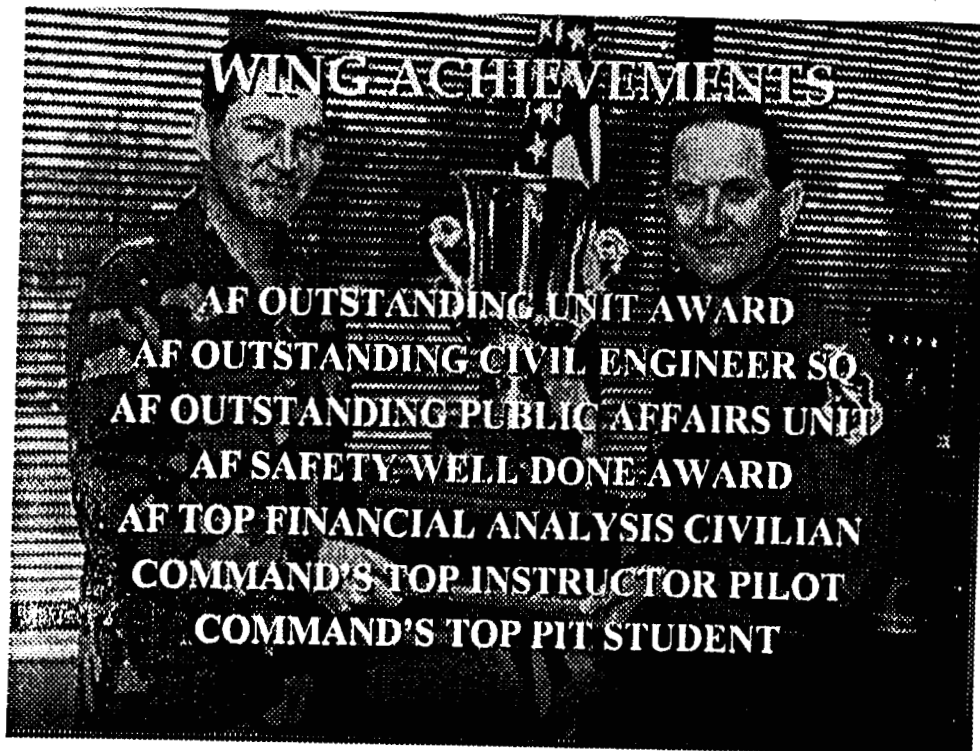 WING ACHIEVEMENTS
AF OUTSTANDING UNIT AWARD
AF OUTSTANDING CIVIL ENGINEER SQ
AF OUTSTANDING PUBLIC AFFAIRS UNIT
AF SAFETY WELL DONE AWARD
AF TOP FINANCIAL ANALYSIS CIVILIAN
COMMAND'S TOP INSTRUCTOR PILOT
COMMAND'S TOP PIT STUDENT